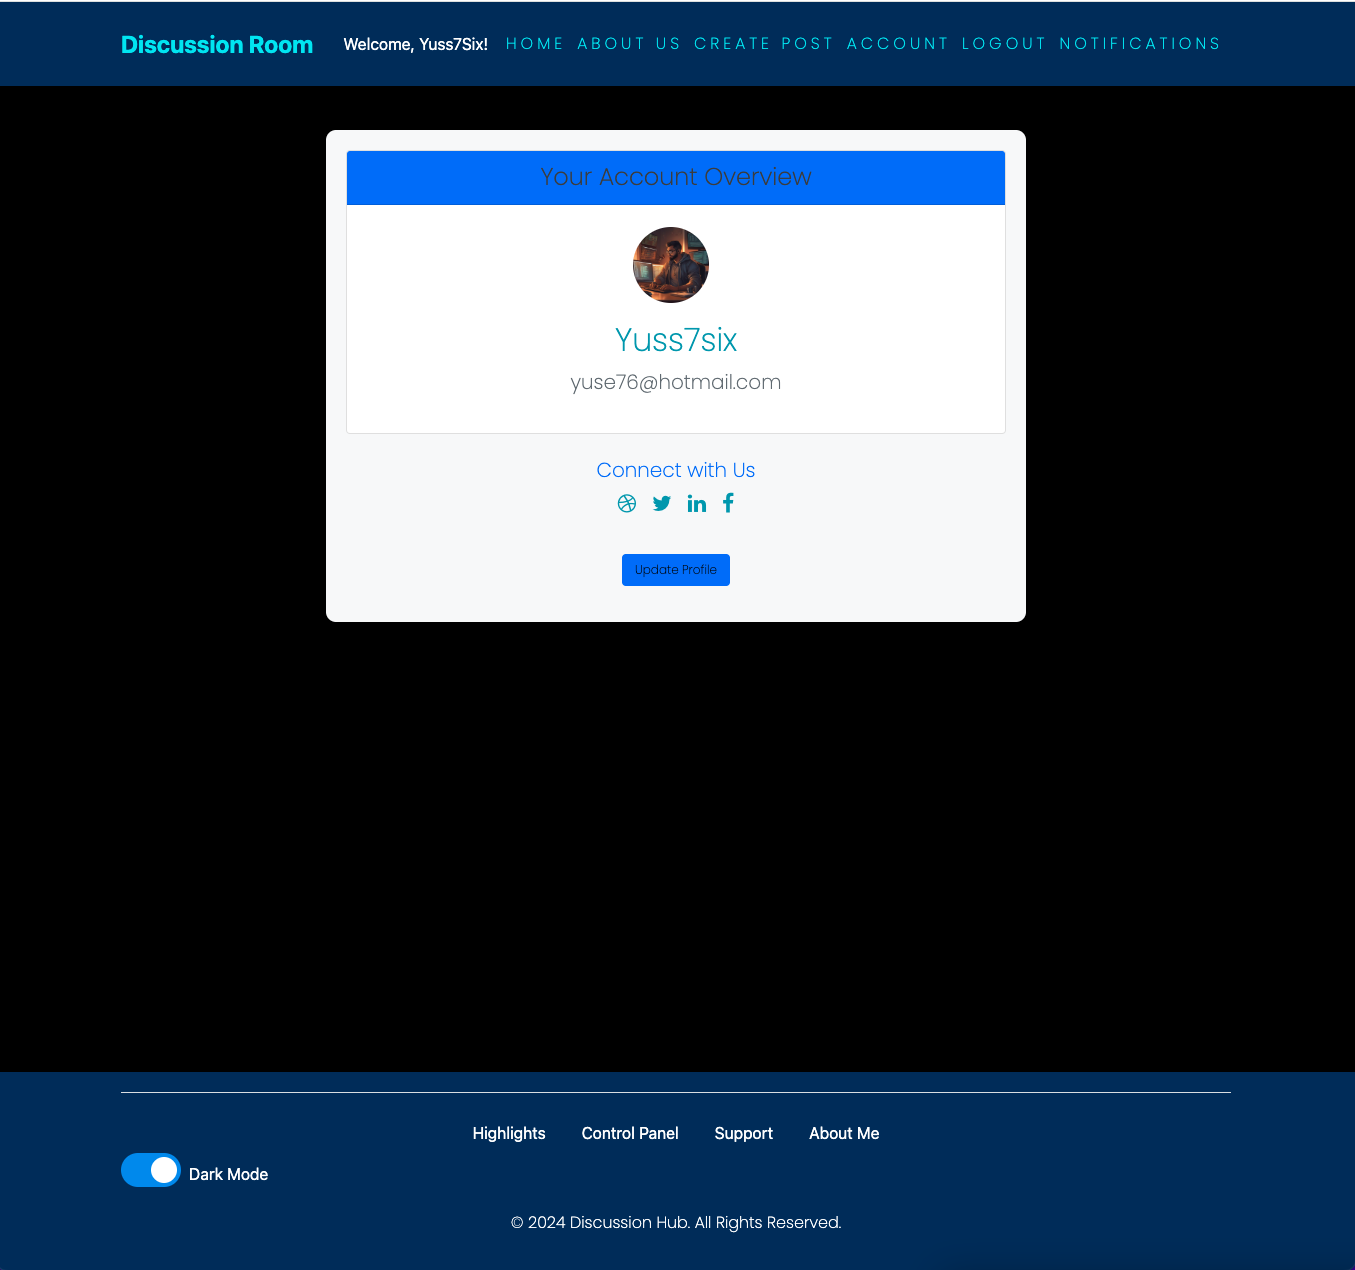 Discussion Room Welcome, Yuss7Six! HOME ABOUT US CREATE POST ACCOUNT LOGOUT NOTIFICATIONS
Your Account Overview
Yuss7six
yuse76@hotmail.com
Connect with Us
Update Profile
Highlights Control Panel Support About Me
Dark Mode
© 2024 Discussion Hub. All Rights Reserved.